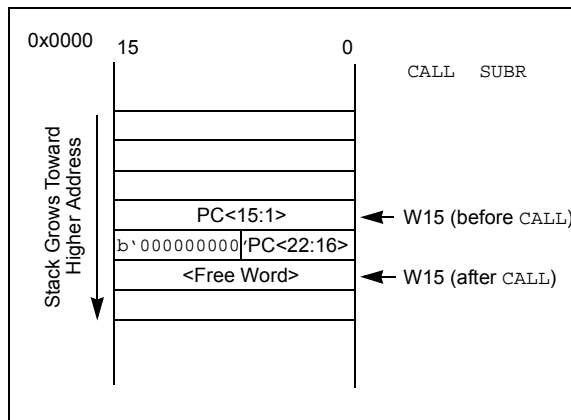 0x0000
15 0
CALL SUBR
Stack Grows Toward
Higher Address
PC<15:1>
W15 (before CALL)
b‘000000000’PC<22:16>
<Free Word>
W15 (after CALL)